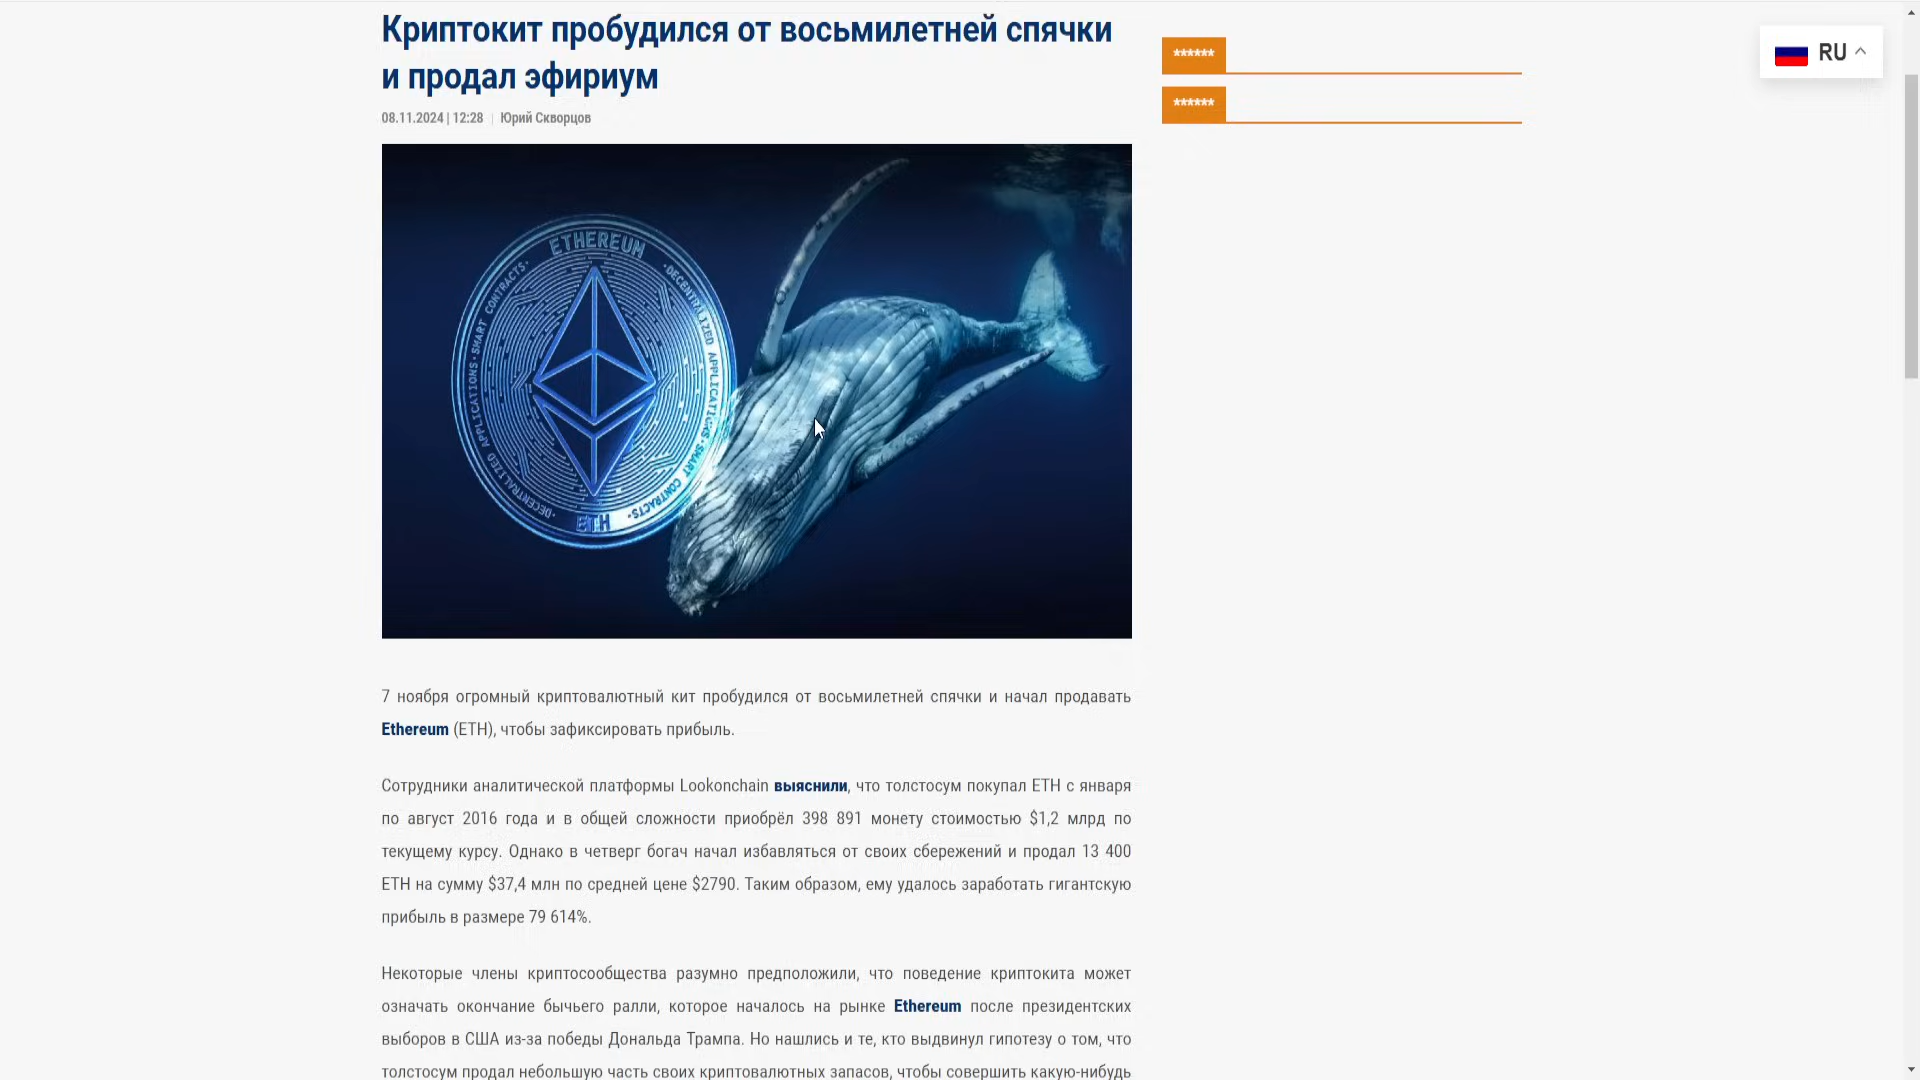 Криптокит пробудился от восьмилетней спячки
и продал эфириум
08.11.2024 | 12:28 | Юрий Скворцов
******
******
RU
ETHEREUM
·DECENTRALIZED APPLICATIONS·SMART CONTRACTS·
ETH
·DECENTRALIZED APPLICATIONS·SMART CONTRACTS·
7 ноября огромный криптовалютный кит пробудился от восьмилетней спячки и начал продавать
Ethereum (ETH), чтобы зафиксировать прибыль.
Сотрудники аналитической платформы Lookonchain выяснили, что толстосум покупал ETH с января
по август 2016 года и в общей сложности приобрёл 398 891 монету стоимостью $1,2 млрд по
текущему курсу. Однако в четверг богач начал избавляться от своих сбережений и продал 13 400
ETH на сумму $37,4 млн по средней цене $2790. Таким образом, ему удалось заработать гигантскую
прибыль в размере 79 614%.
Некоторые члены криптосообщества разумно предположили, что поведение криптокита может
означать окончание бычьего ралли, которое началось на рынке Ethereum после президентских
выборов в США из-за победы Дональда Трампа. Но нашлись и те, кто выдвинул гипотезу о том, что
толстосум продал небольшую часть своих криптовалютных запасов, чтобы совершить какую-нибудь